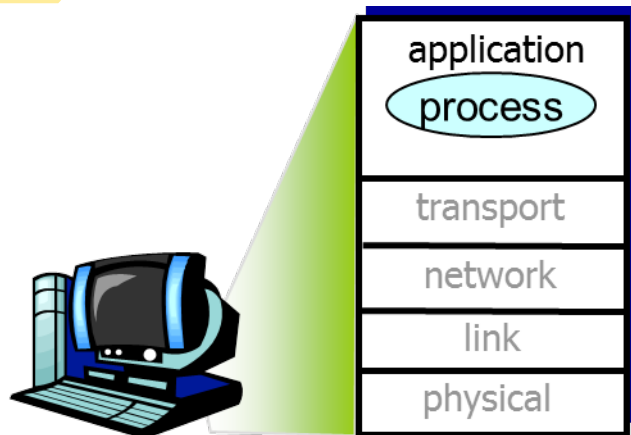 application
process
transport
network
link
physical